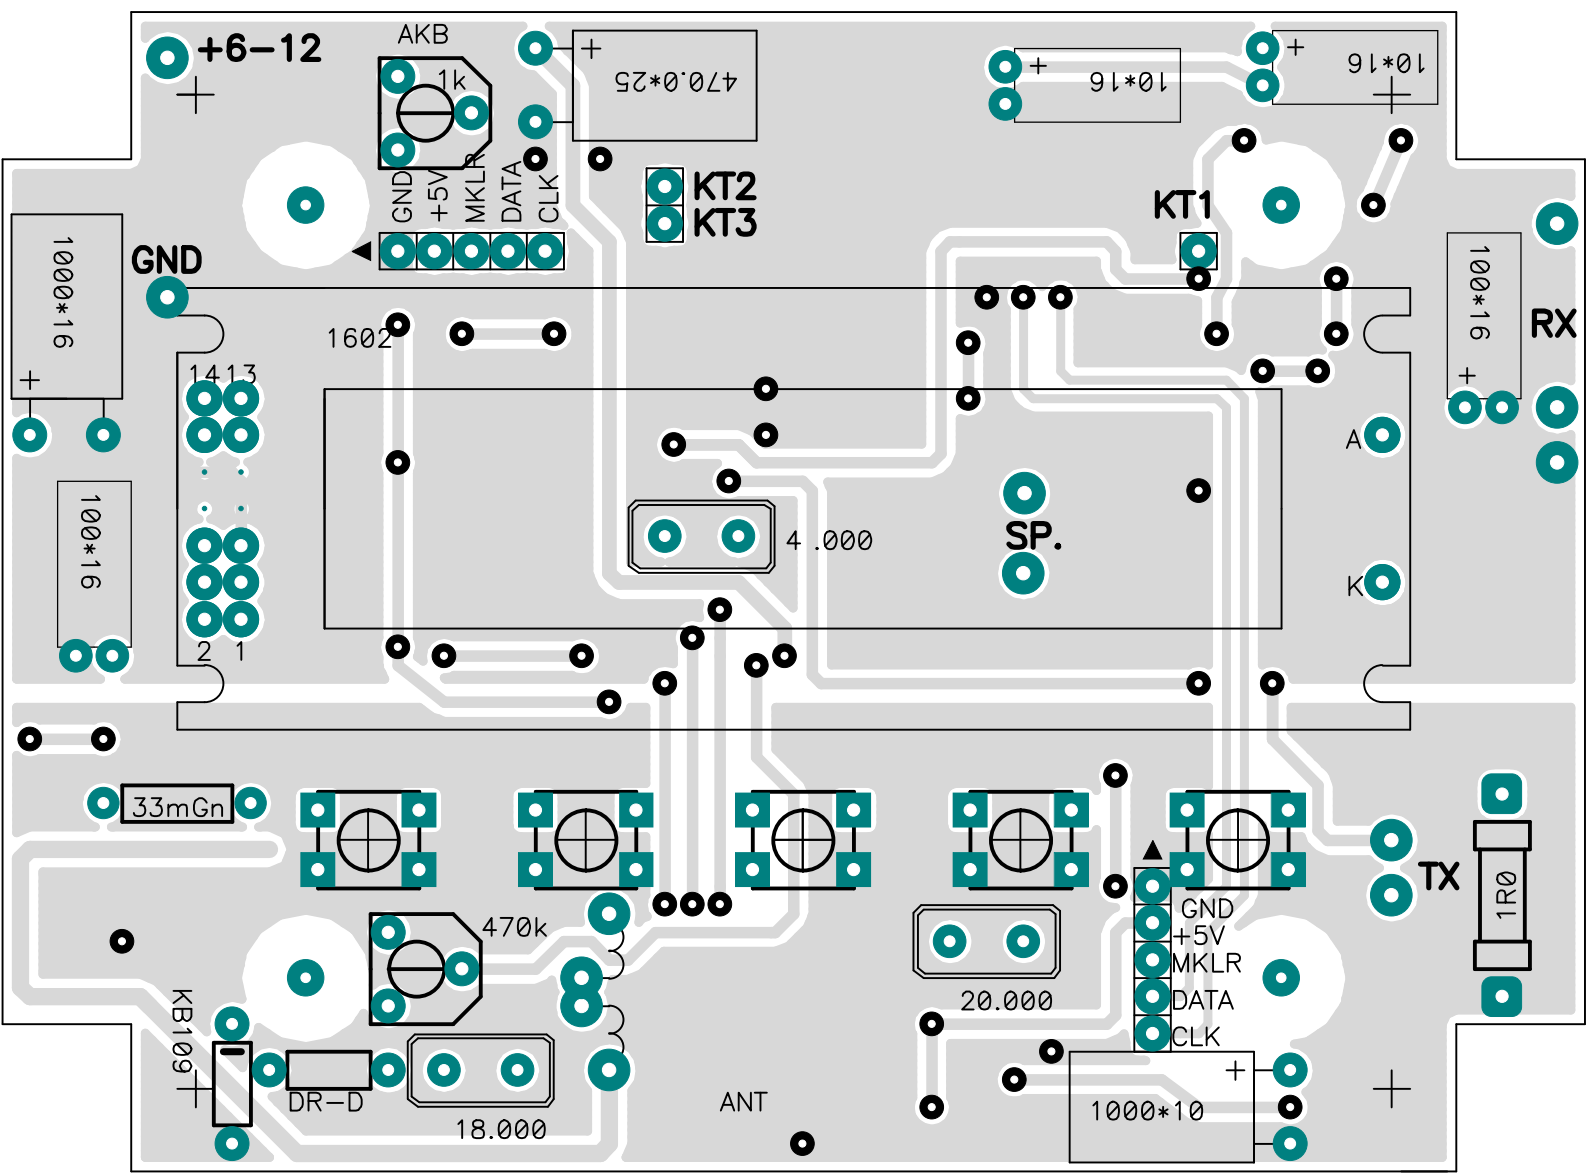 +6-12
AKB
1k
+
470.0*25
+
10*16
+
10*16
GND
+5V
MKLR
DATA
CLK
KT2
KT3
KT1
GND
1000*16
+
100*16
+
RX
1602
14 13
A
100*16
4.000
SP.
K
2 1
33mGn
TX
1R0
470k
GND
+5V
MKLR
DATA
CLK
20.000
KB109
DR-D
18.000
ANT
+
1000*10